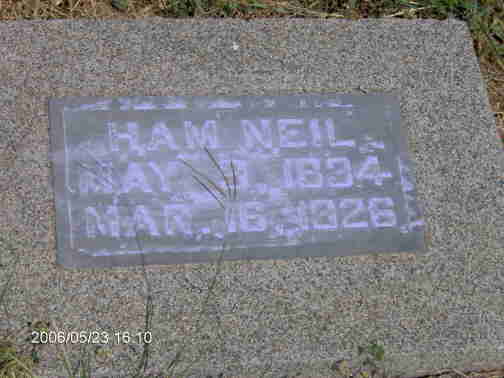 HAM NEIL
MAY 1834
MAR. 16, 1926
2006/05/23 16:10